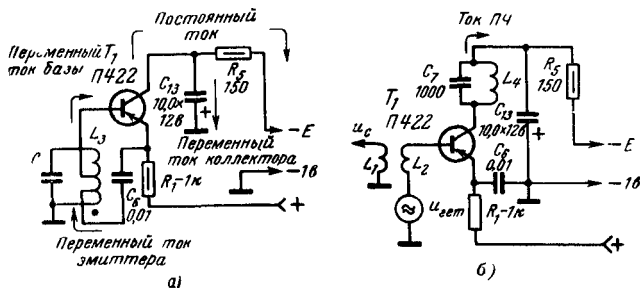 Постоянный
ток
Переменный
ток базы
T₁
П422
C₁₃
10,0×
12в
+
R₅
150
-E
Переменный ток
коллектора
-1в
L₃
C
C₆
0,01
R₁-1к
+
Переменный ток
эмиттера
а)
Ток ПЧ
C₇
1000
L₄
R₅
150
T₁
П422
C₁₃
10,0×12в
+
-E
uс
L₁
L₂
C₆
0,01
-1в
uгет
R₁-1к
+
б)